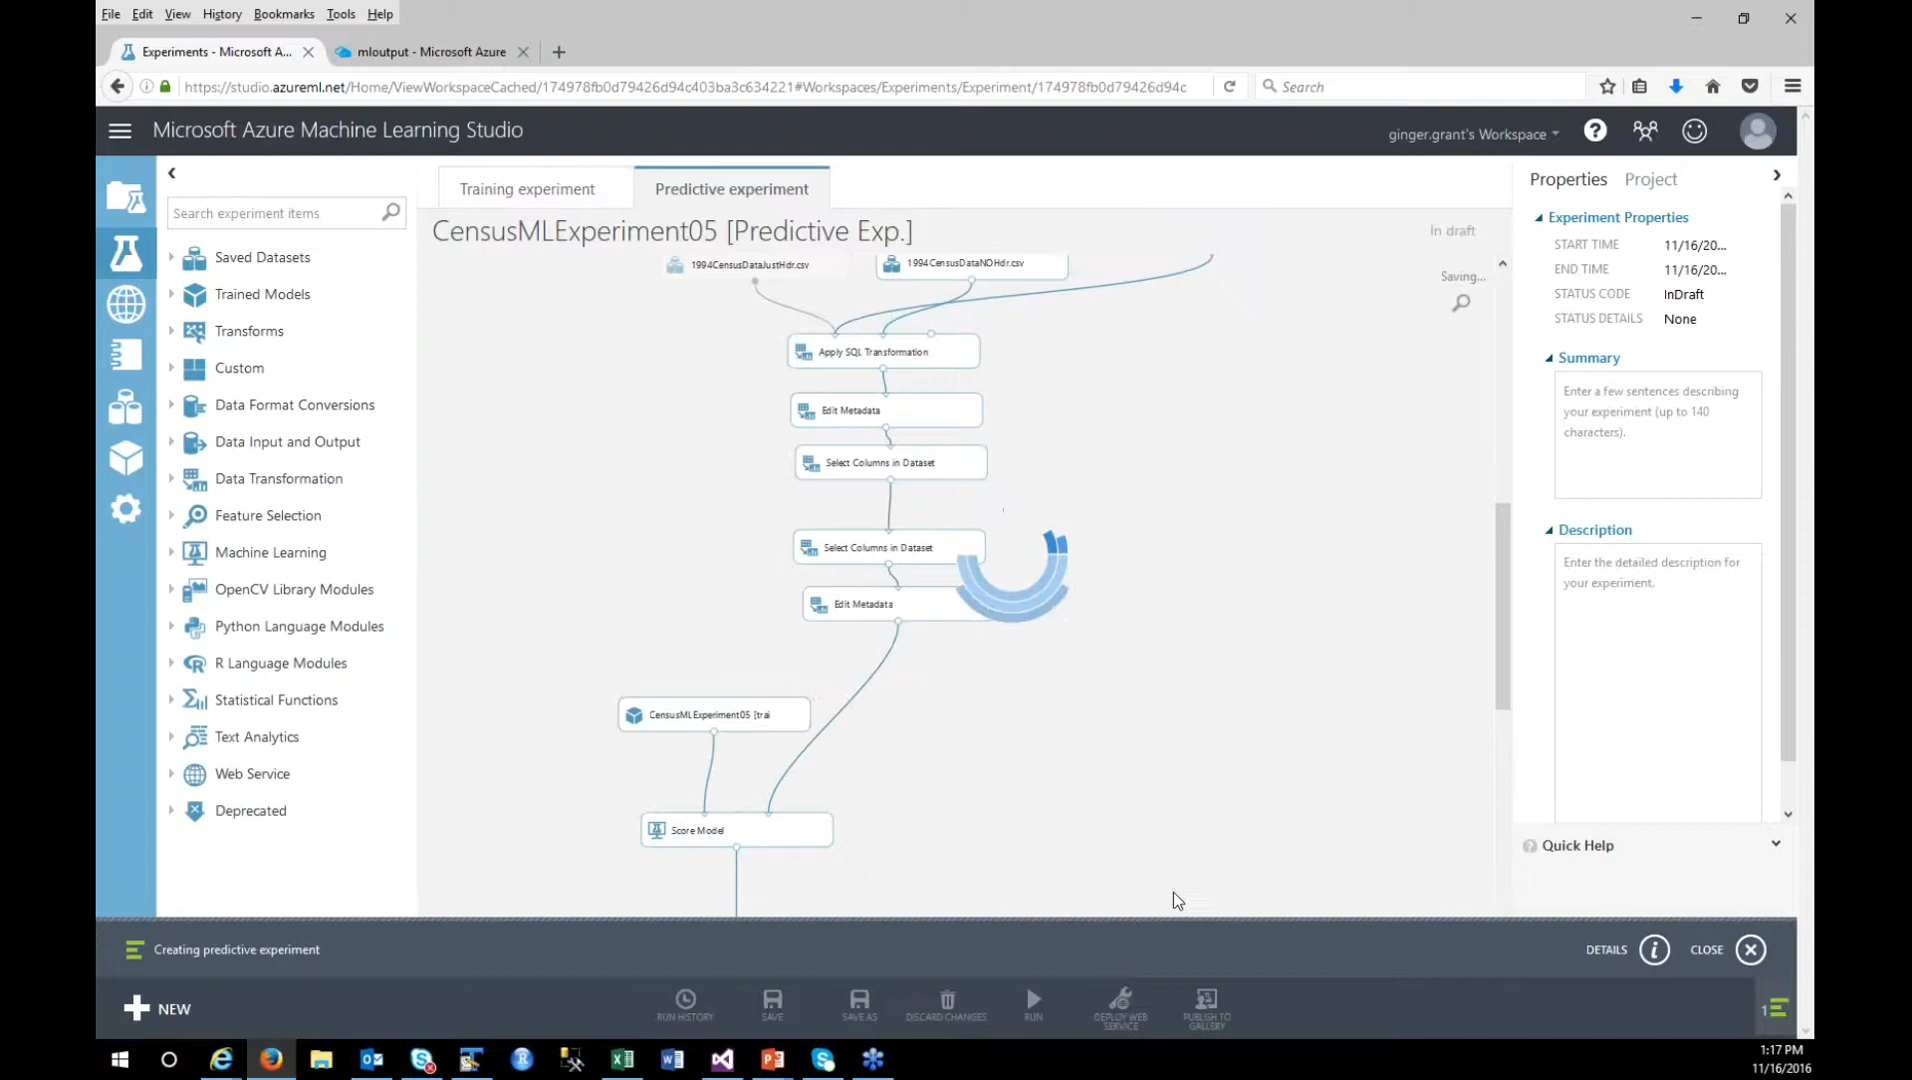 File Edit View History Bookmarks Tools Help
Experiments - Microsoft A...
mloutput - Microsoft Azure
https://studio.azureml.net/Home/ViewWorkspaceCached/174978fb0d79426d94c403ba3c634221#Workspaces/Experiments/Experiment/174978fb0d79426d94c
Search
Microsoft Azure Machine Learning Studio
ginger.grant's Workspace
Search experiment items
Saved Datasets
Trained Models
Transforms
Custom
Data Format Conversions
Data Input and Output
Data Transformation
Feature Selection
Machine Learning
OpenCV Library Modules
Python Language Modules
R Language Modules
Statistical Functions
Text Analytics
Web Service
Deprecated
Training experiment
Predictive experiment
CensusMLExperiment05 [Predictive Exp.]
In draft
Saving...
1994CensusDataJustHdr.csv
1994CensusDataNOHdr.csv
Apply SQL Transformation
Edit Metadata
Select Columns in Dataset
Select Columns in Dataset
Edit Metadata
CensusMLExperiment05 [trai
Score Model
Properties Project
Experiment Properties
START TIME 11/16/20...
END TIME 11/16/20...
STATUS CODE InDraft
STATUS DETAILS None
Summary
Enter a few sentences describing
your experiment (up to 140
characters).
Description
Enter the detailed description for
your experiment.
Quick Help
Creating predictive experiment
DETAILS
CLOSE
NEW
RUN HISTORY
SAVE
SAVE AS
DISCARD CHANGES
RUN
DEPLOY WEB
SERVICE
PUBLISH TO
GALLERY
1
1:17 PM
11/16/2016